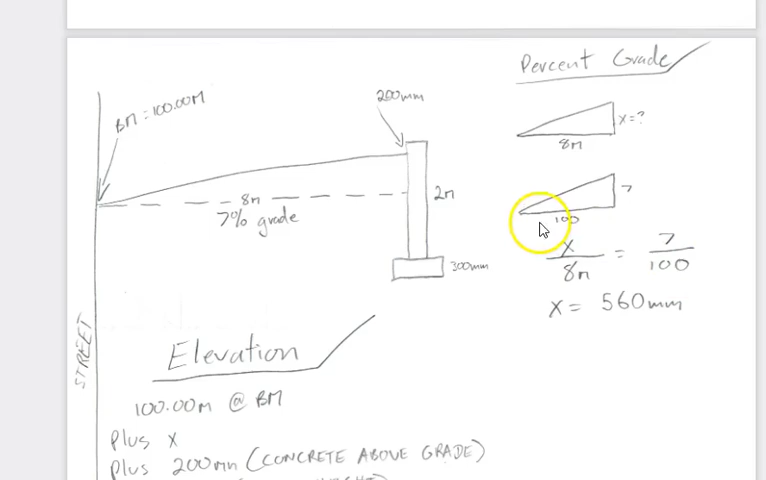 Percent Grade
BM = 100.00M
200mm
x = ?
8m
7
100
8m
7% grade
2m
300mm
x/8m = 7/100
x = 560mm
STREET
Elevation
100.00m @ BM
Plus x
Plus 200mm (CONCRETE ABOVE GRADE)